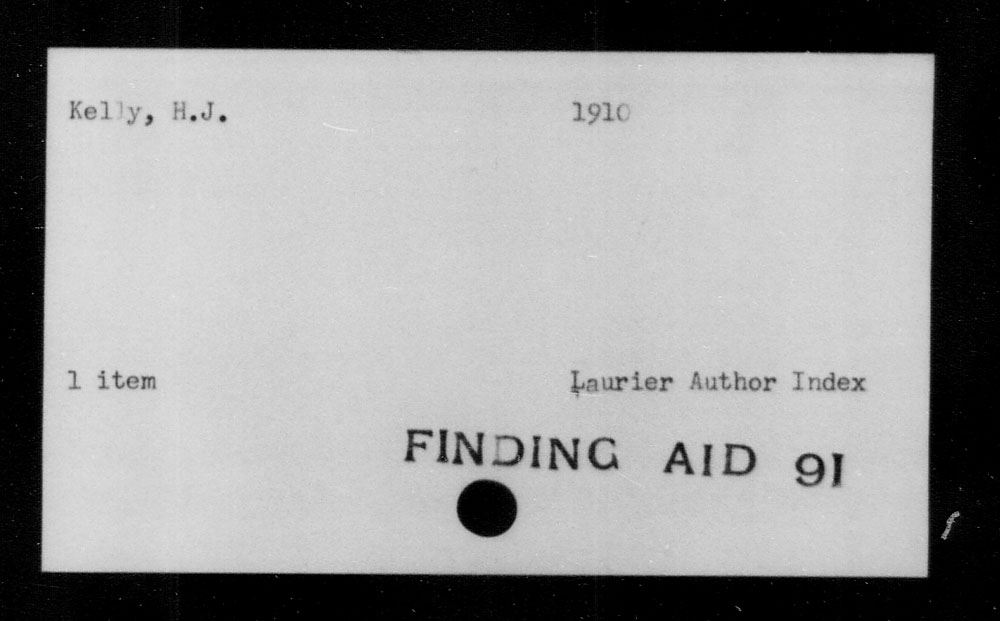 Kelly, H.J. 1910
1 item Laurier Author Index
FINDING AID 91